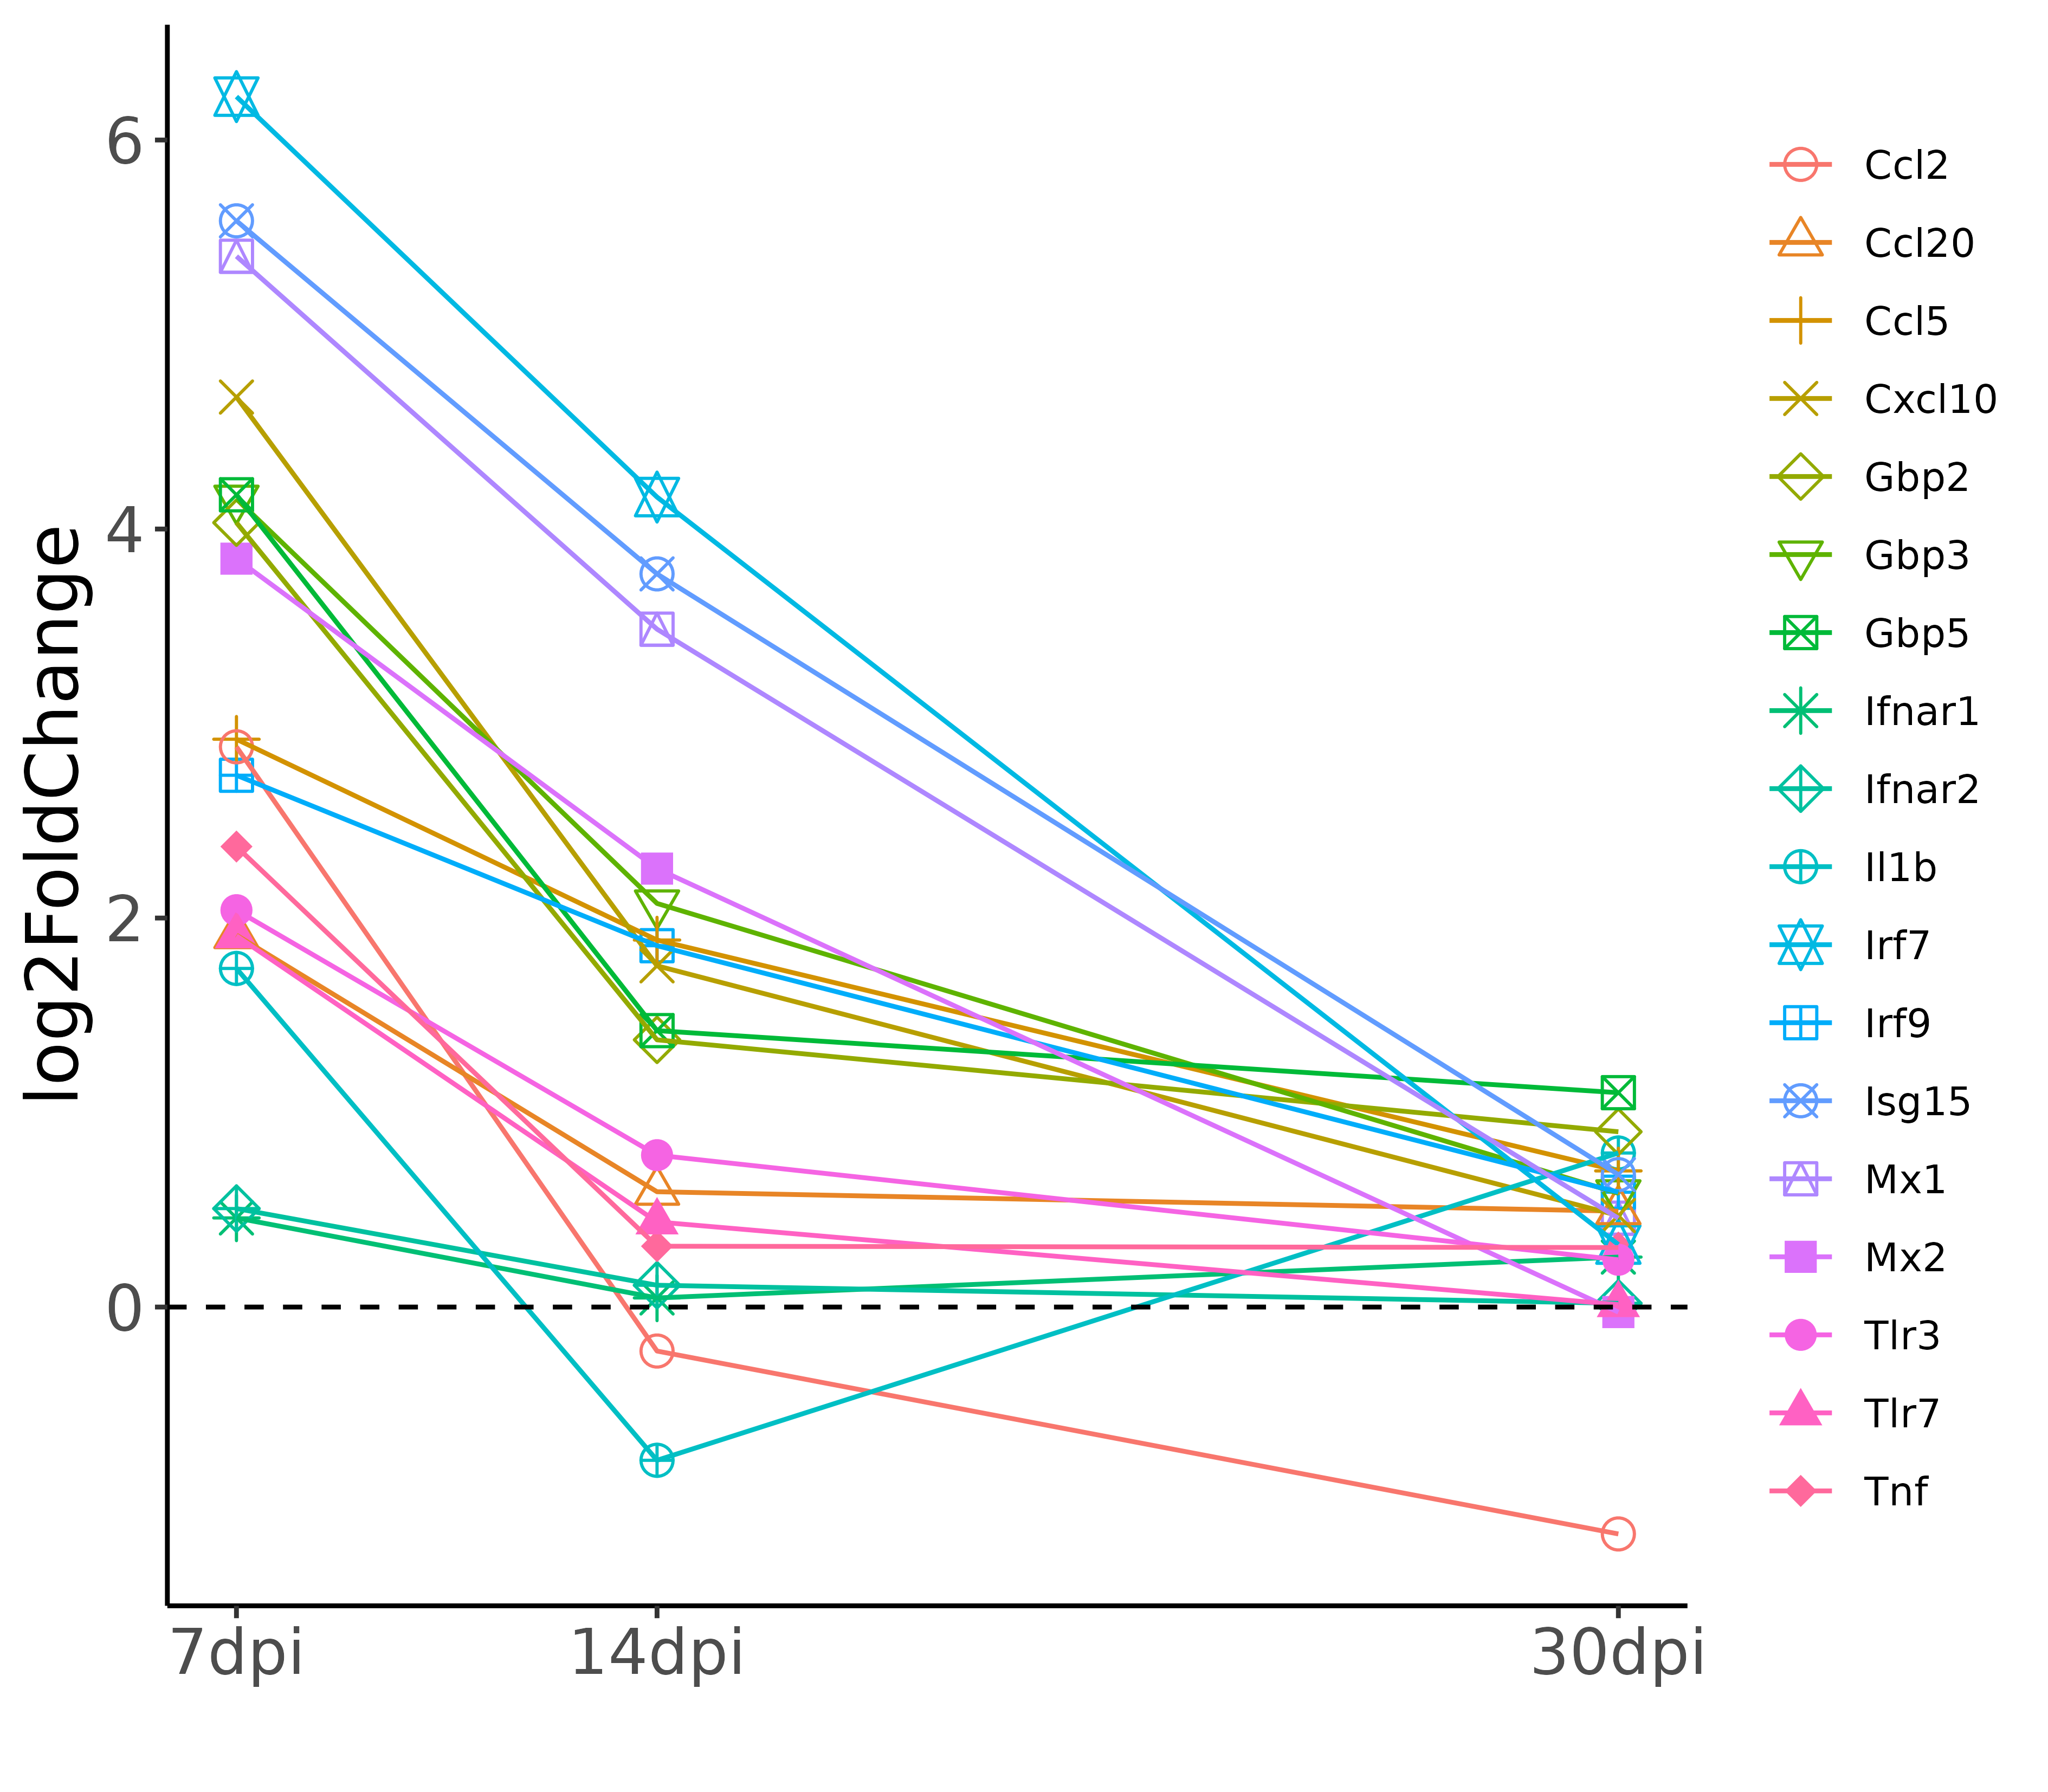 log2FoldChange
6
4
2
0
7dpi
14dpi
30dpi
Ccl2
Ccl20
Ccl5
Cxcl10
Gbp2
Gbp3
Gbp5
Ifnar1
Ifnar2
Il1b
Irf7
Irf9
Isg15
Mx1
Mx2
Tlr3
Tlr7
Tnf